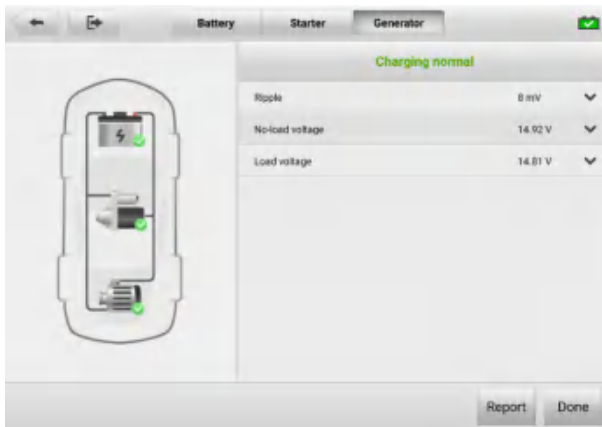 Battery Starter Generator
Charging normal
Ripple 8 mV
No-load voltage 14.92 V
Load voltage 14.81 V
Report Done